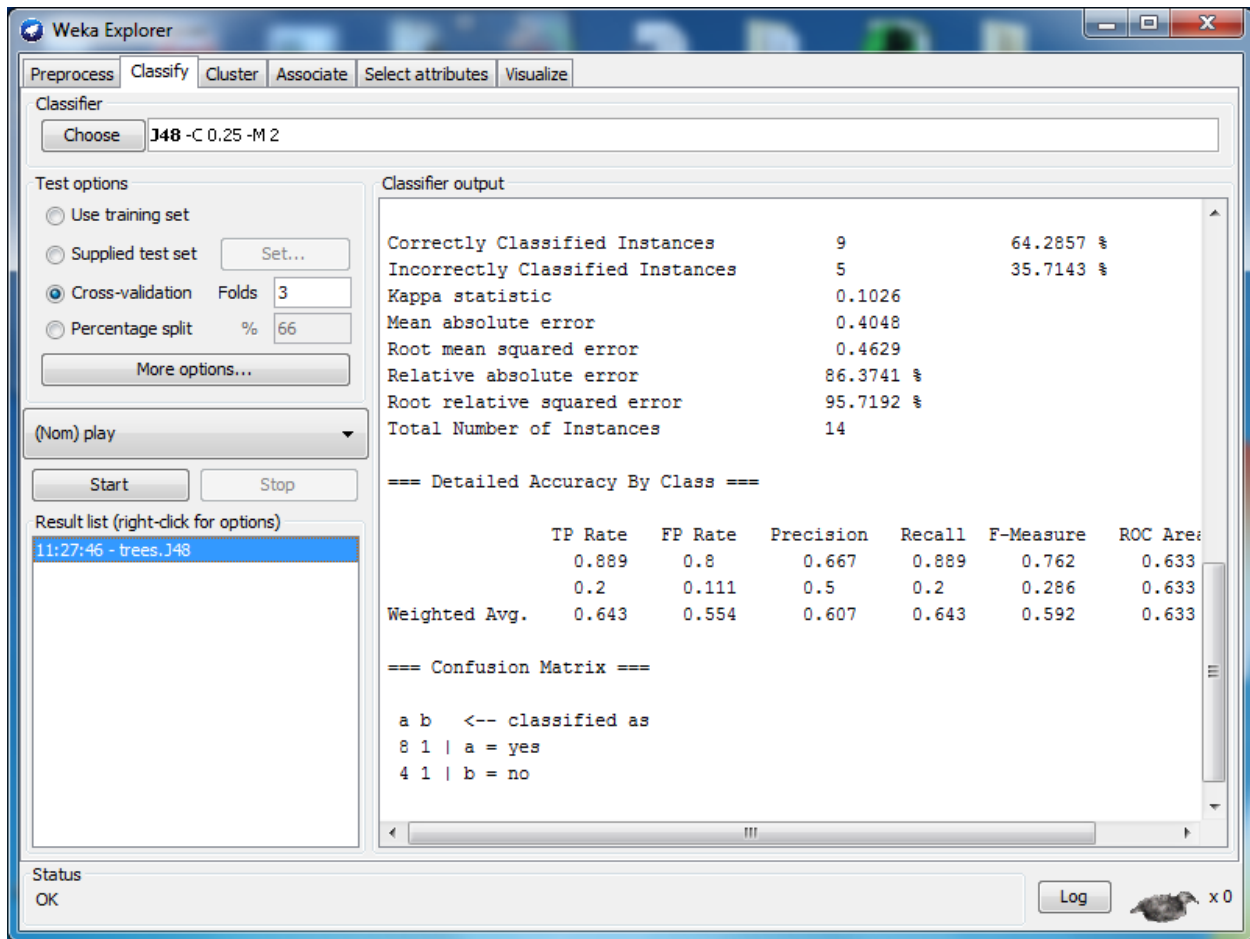 Weka Explorer
Preprocess Classify Cluster Associate Select attributes Visualize
Classifier
Choose J48 -C 0.25 -M 2
Test options
Use training set
Supplied test set Set...
Cross-validation Folds 3
Percentage split % 66
More options...
(Nom) play
Start Stop
Result list (right-click for options)
11:27:46 - trees.J48
Classifier output
Correctly Classified Instances 9 64.2857 %
Incorrectly Classified Instances 5 35.7143 %
Kappa statistic 0.1026
Mean absolute error 0.4048
Root mean squared error 0.4629
Relative absolute error 86.3741 %
Root relative squared error 95.7192 %
Total Number of Instances 14
=== Detailed Accuracy By Class ===
TP Rate FP Rate Precision Recall F-Measure ROC Area
0.889 0.8 0.667 0.889 0.762 0.633
0.2 0.111 0.5 0.2 0.286 0.633
Weighted Avg. 0.643 0.554 0.607 0.643 0.592 0.633
=== Confusion Matrix ===
a b <-- classified as
8 1 | a = yes
4 1 | b = no
Status
OK
Log x 0